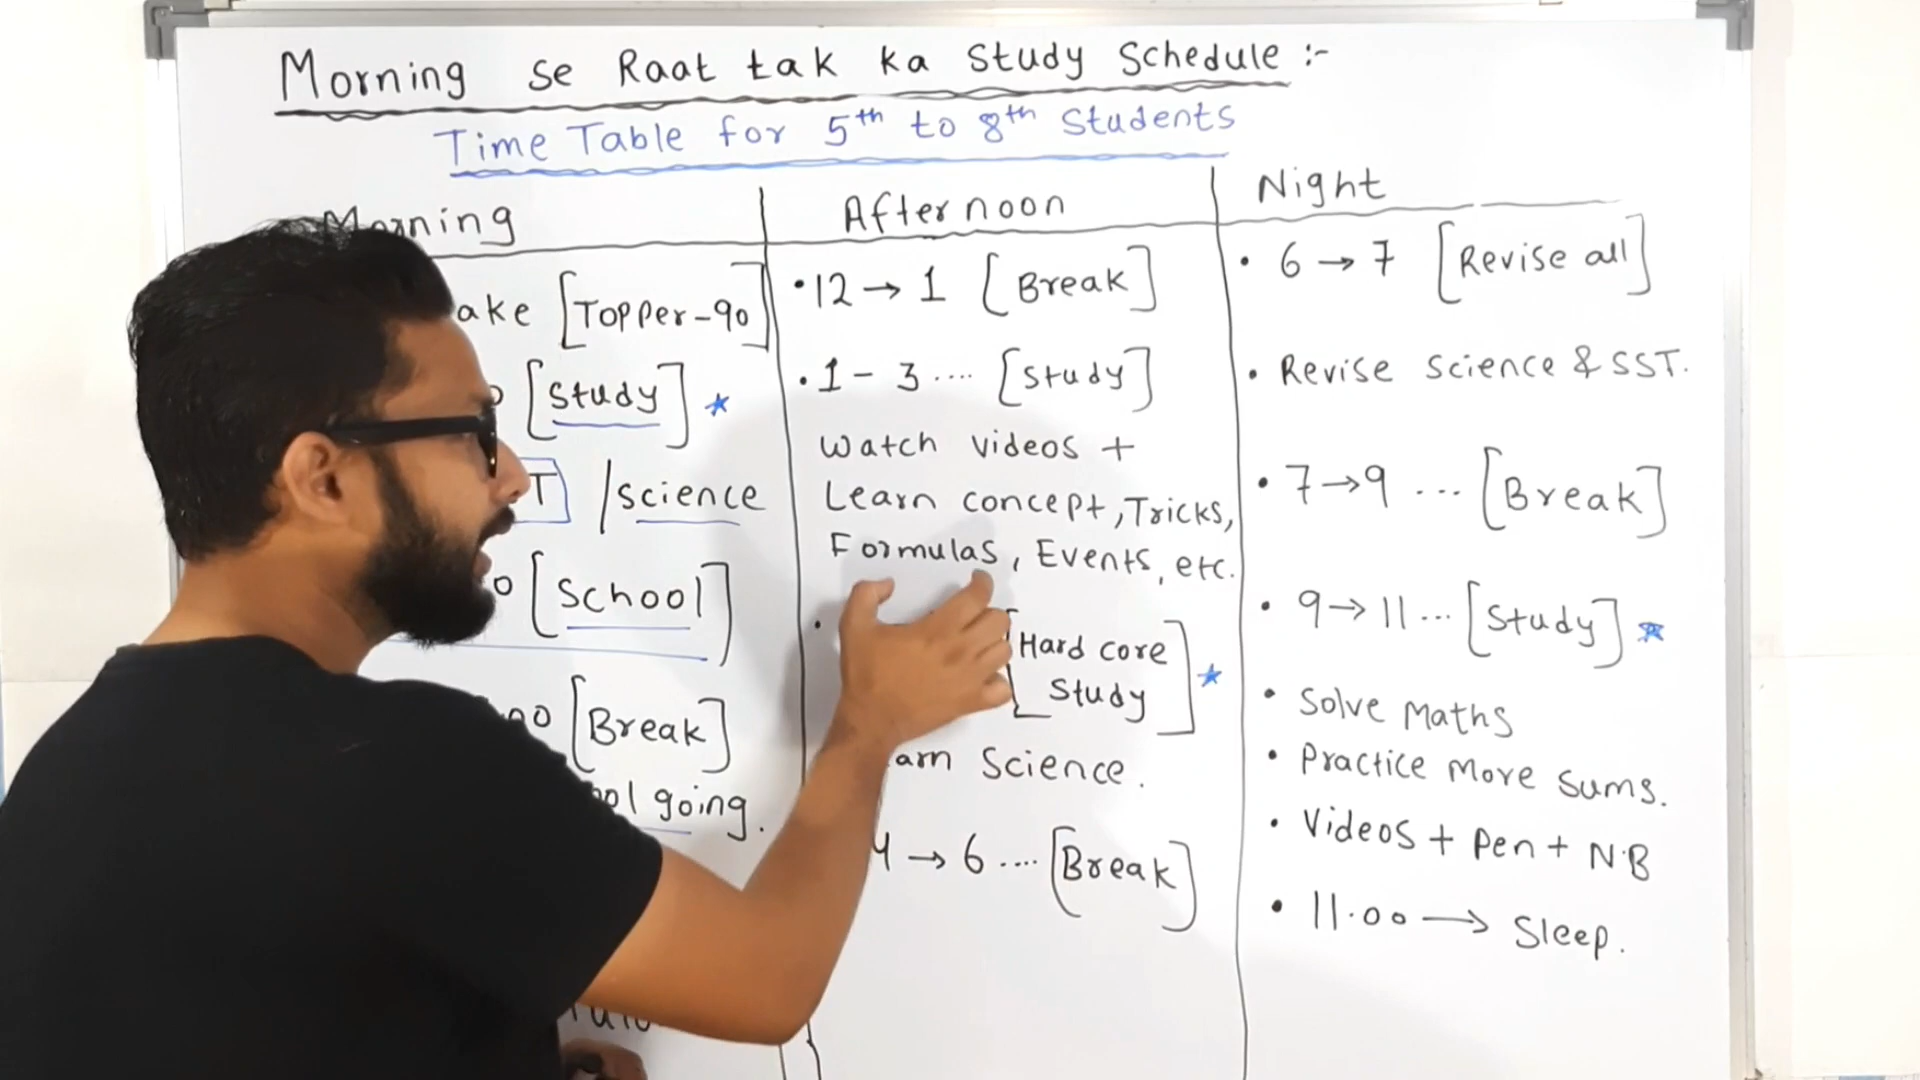 Morning se Raat tak ka Study Schedule :-
Time Table for 5th to 8th Students
Morning
[Topper-90]
[Study] ★
/Science
[School]
[Break]
going.
Afternoon
• 12 → 1 [Break]
• 1 - 3 .... [Study]
Watch videos +
Learn concept, Tricks,
Formulas, Events, etc.
[Hard core
Study] ★
Science.
4 → 6 .... [Break]
Night
• 6 → 7 [Revise all]
• Revise Science & SST.
• 7 → 9 ... [Break]
• 9 → 11 ... [Study] ★
• Solve Maths
• Practice More Sums.
• Videos + Pen + N.B
• 11.00 → Sleep.